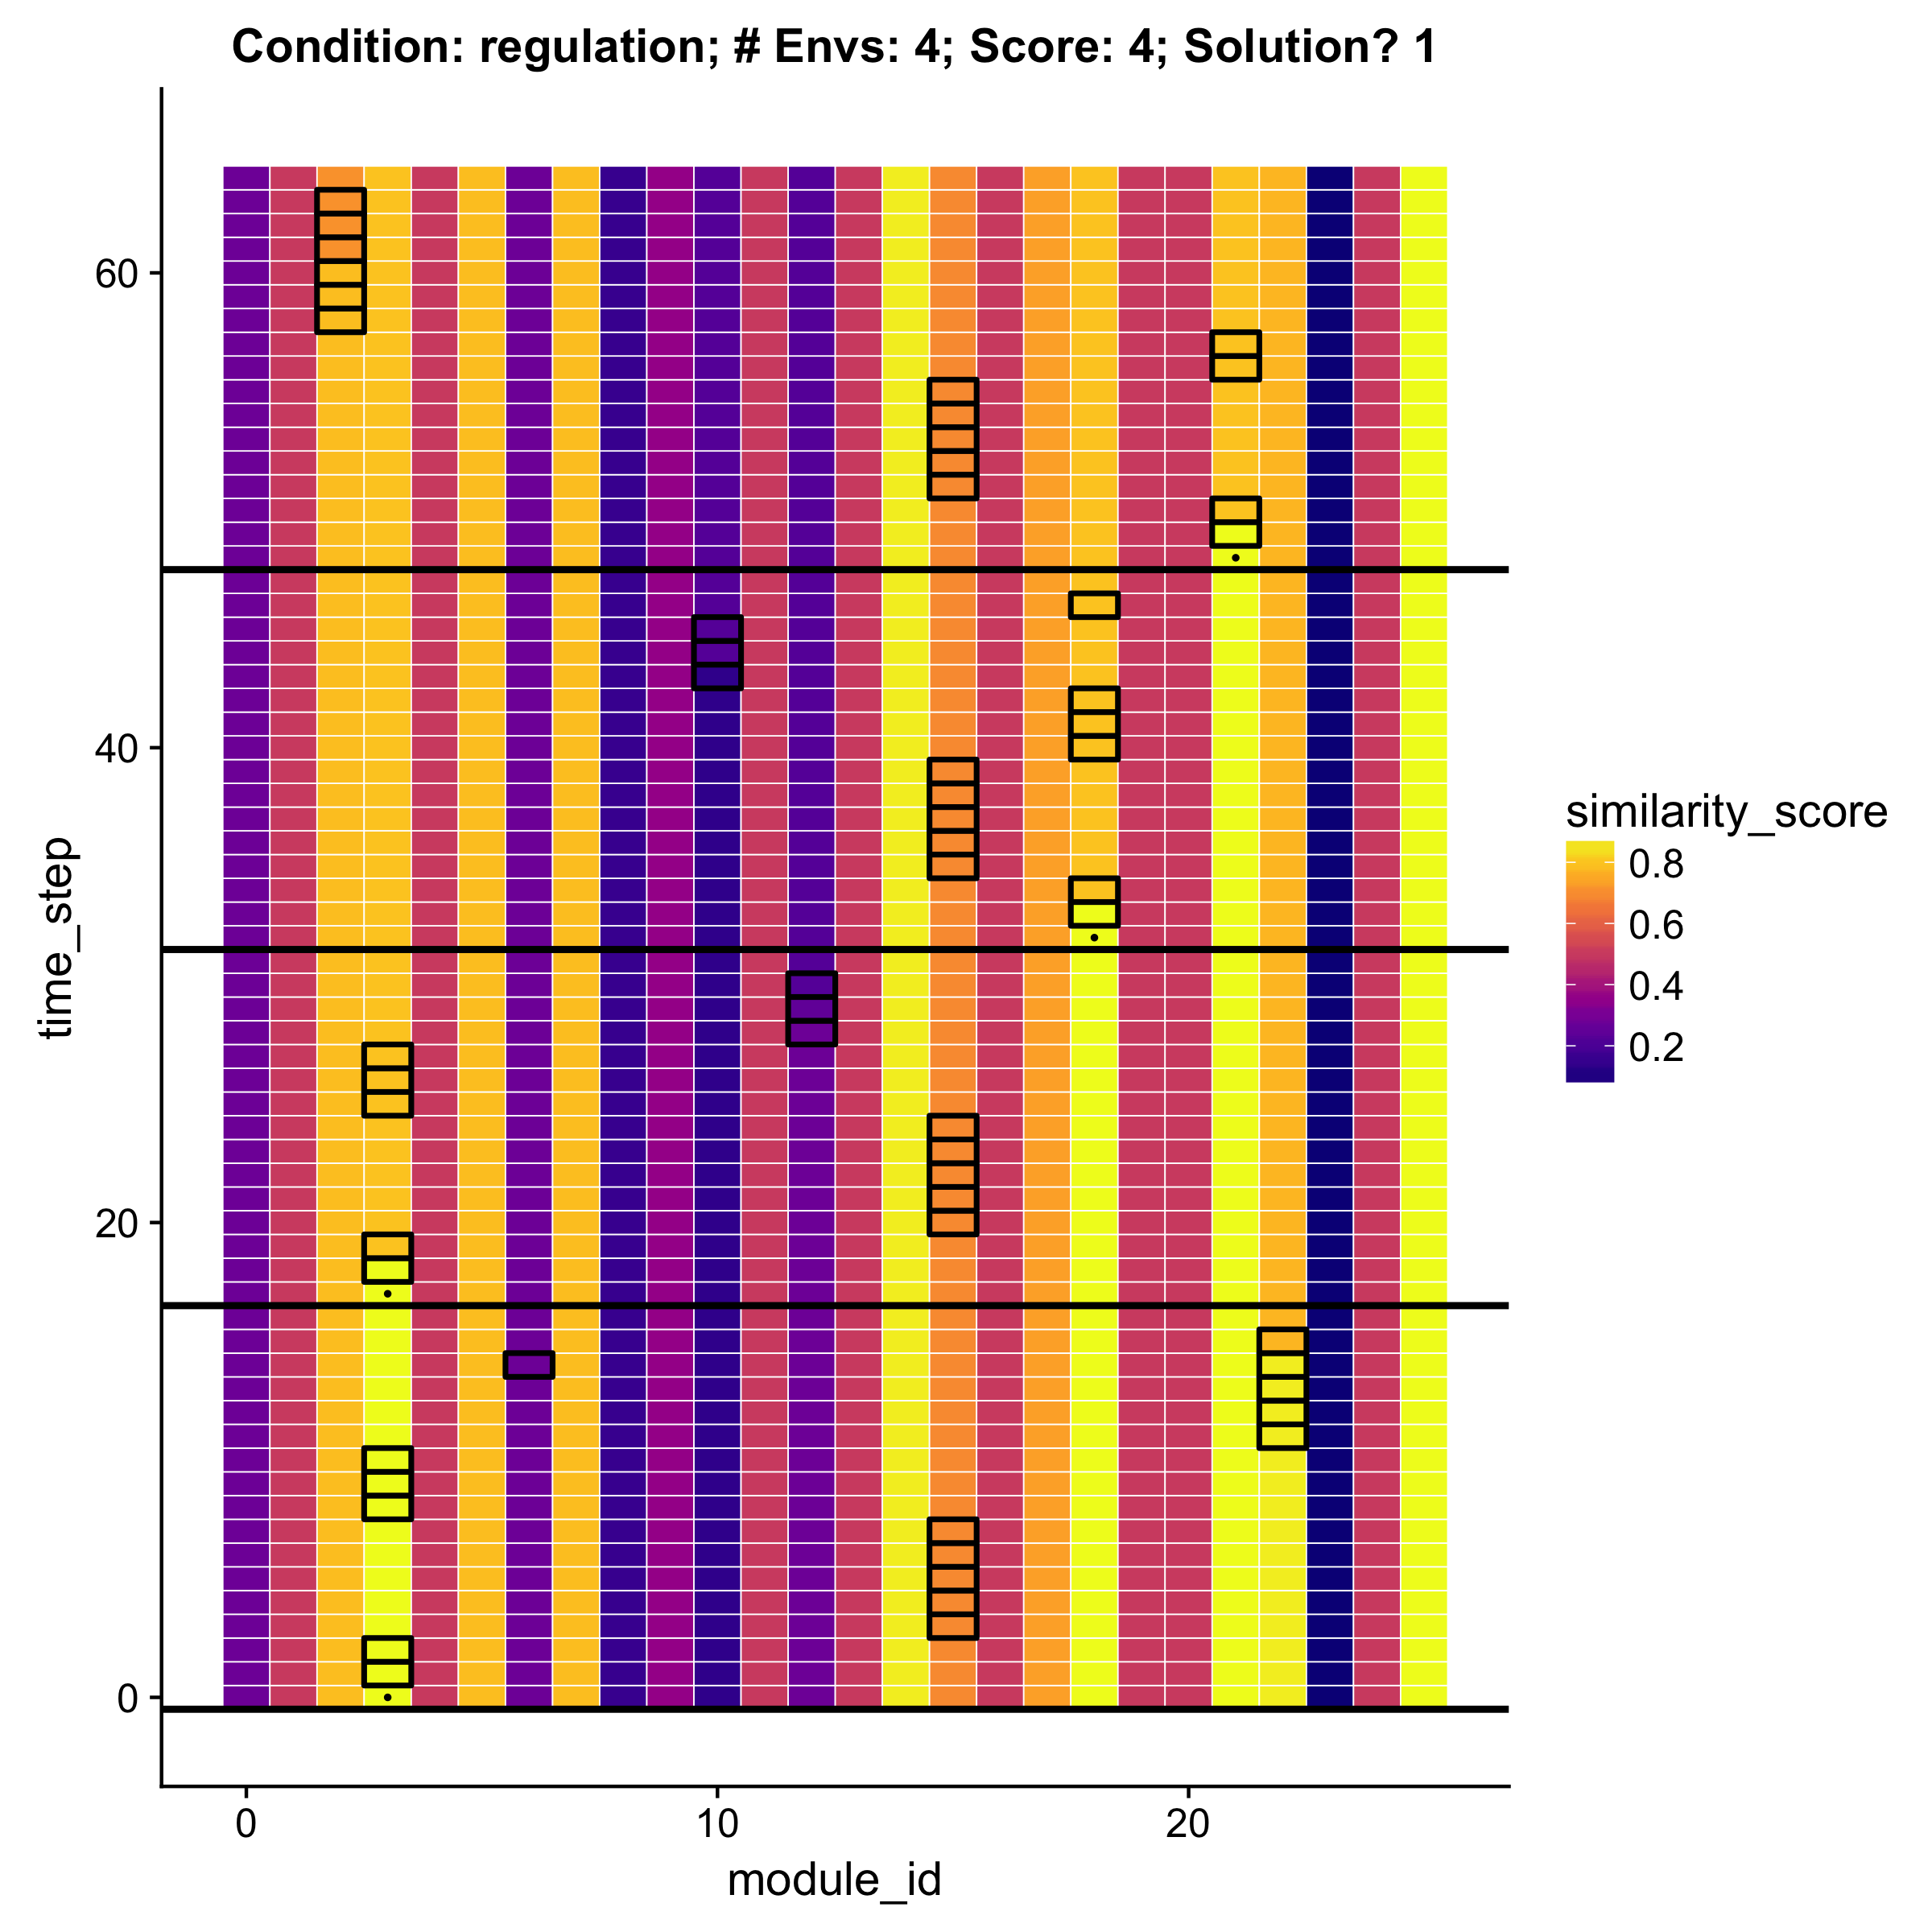 Condition: regulation; # Envs: 4; Score: 4; Solution? 1
60
40
20
0
time_step
0 10 20
module_id
similarity_score
0.8
0.6
0.4
0.2